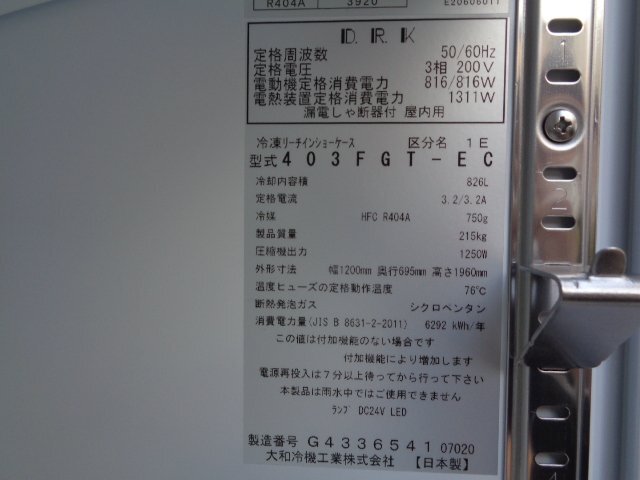 R404A 3920 E20606017
D.R.K
定格周波数 50/60Hz
定格電圧 3相 200V
電動機定格消費電力 816/816W
電熱装置定格消費電力 1311W
漏電しゃ断器付 屋内用
冷凍リーチインショーケース 区分名 1E
型式 403FGT-EC
冷却内容積 826L
定格電流 3.2/3.2A
冷媒 HFC R404A 750g
製品質量 215kg
圧縮機出力 1250W
外形寸法 幅1200mm 奥行695mm 高さ1960mm
温度ヒューズの定格動作温度 76℃
断熱発泡ガス シクロペンタン
消費電力量(JIS B 8631-2-2011) 6292 kWh/年
この値は付加機能のない場合です
付加機能により増加します
電源再投入は7分以上待ってから行って下さい
本製品は雨水中ではご使用できません
ランプ DC24V LED
製造番号 G4336541 07020
大和冷機工業株式会社 【日本製】
1
2
4